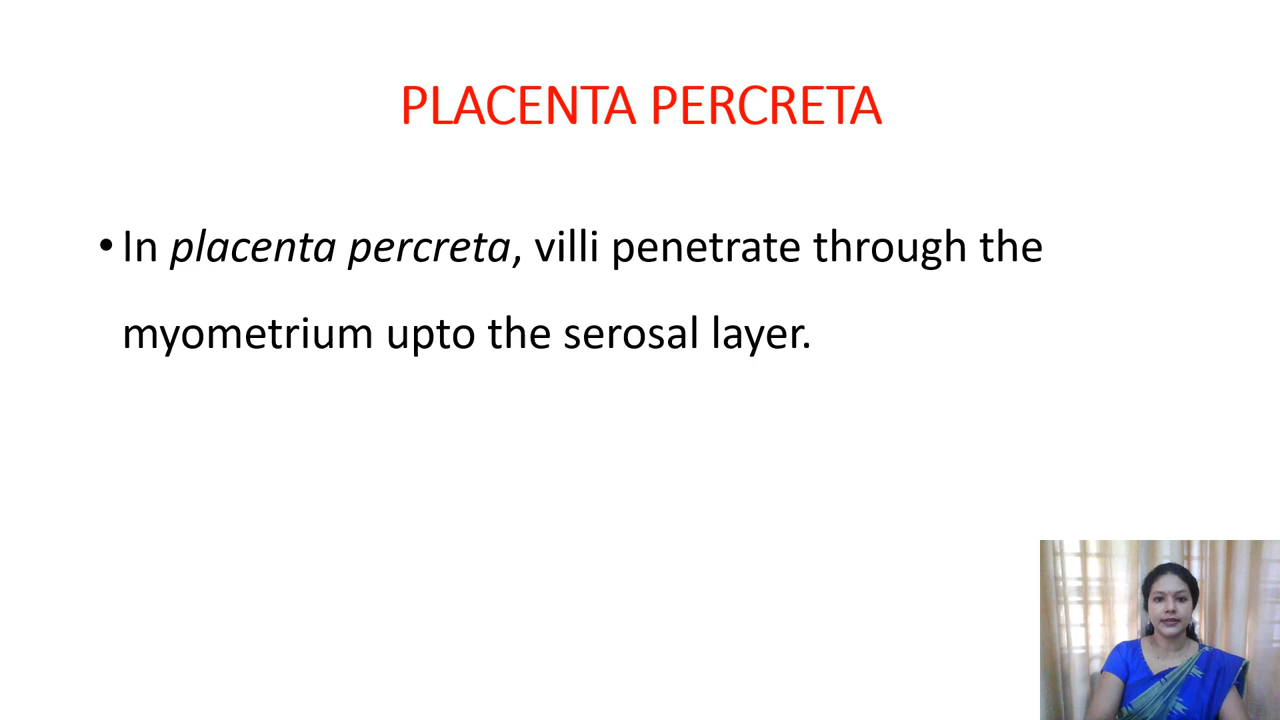 PLACENTA PERCRETA
• In placenta percreta, villi penetrate through the
myometrium upto the serosal layer.